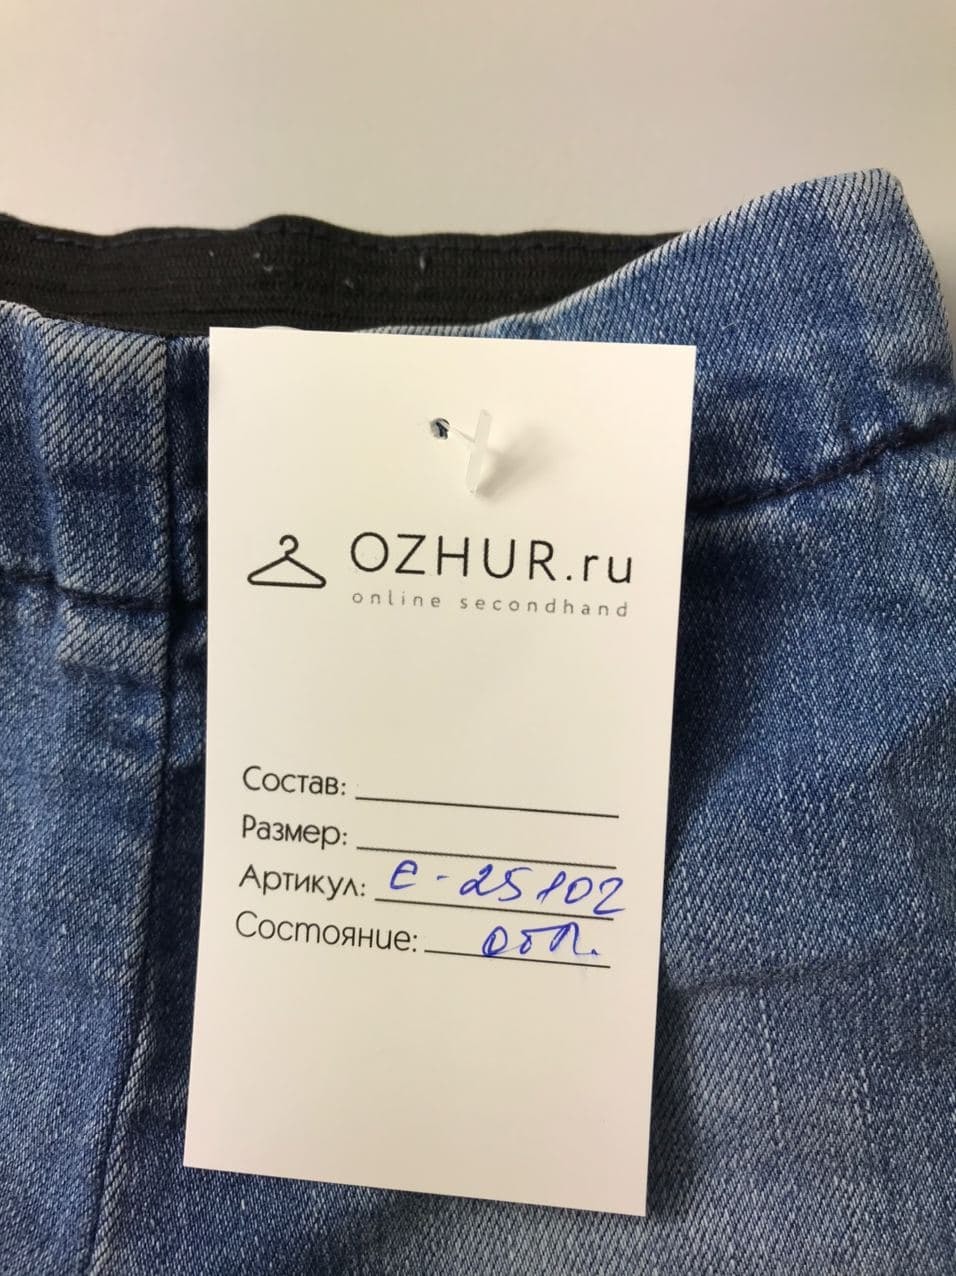 OZHUR.ru
online secondhand
Состав:
Размер:
Артикул: е-25102
Состояние: отл.